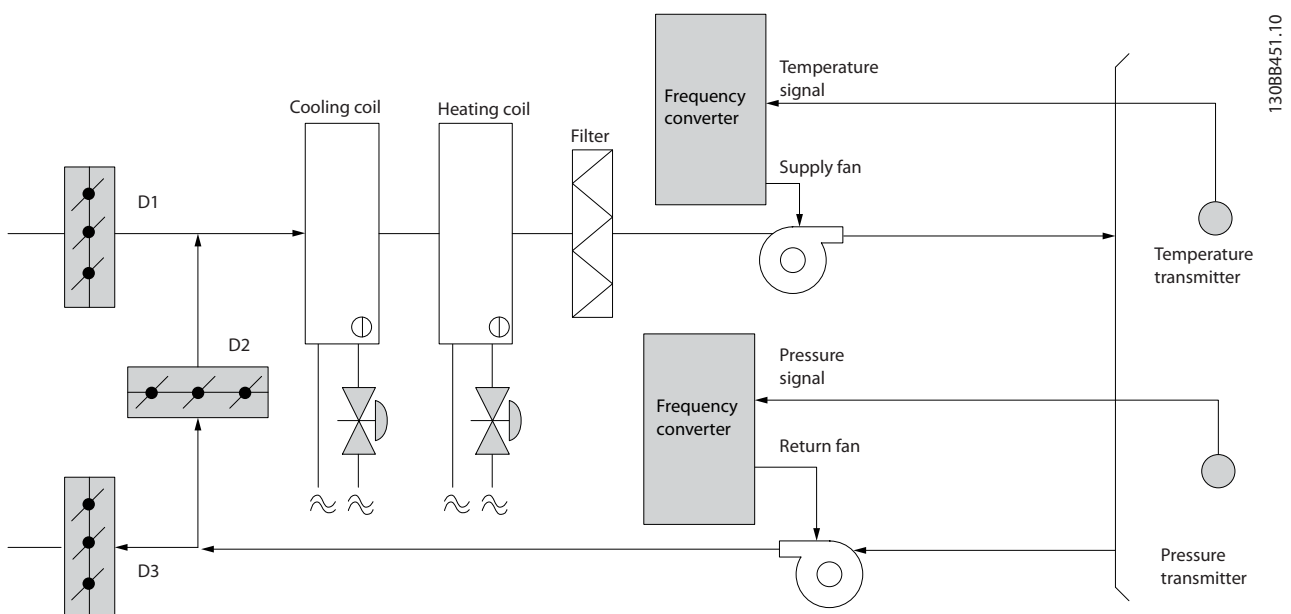 130BB451.10
Temperature
signal
Frequency
converter
Cooling coil
Heating coil
Filter
Supply fan
D1
Temperature
transmitter
D2
Pressure
signal
Frequency
converter
Return fan
D3
Pressure
transmitter